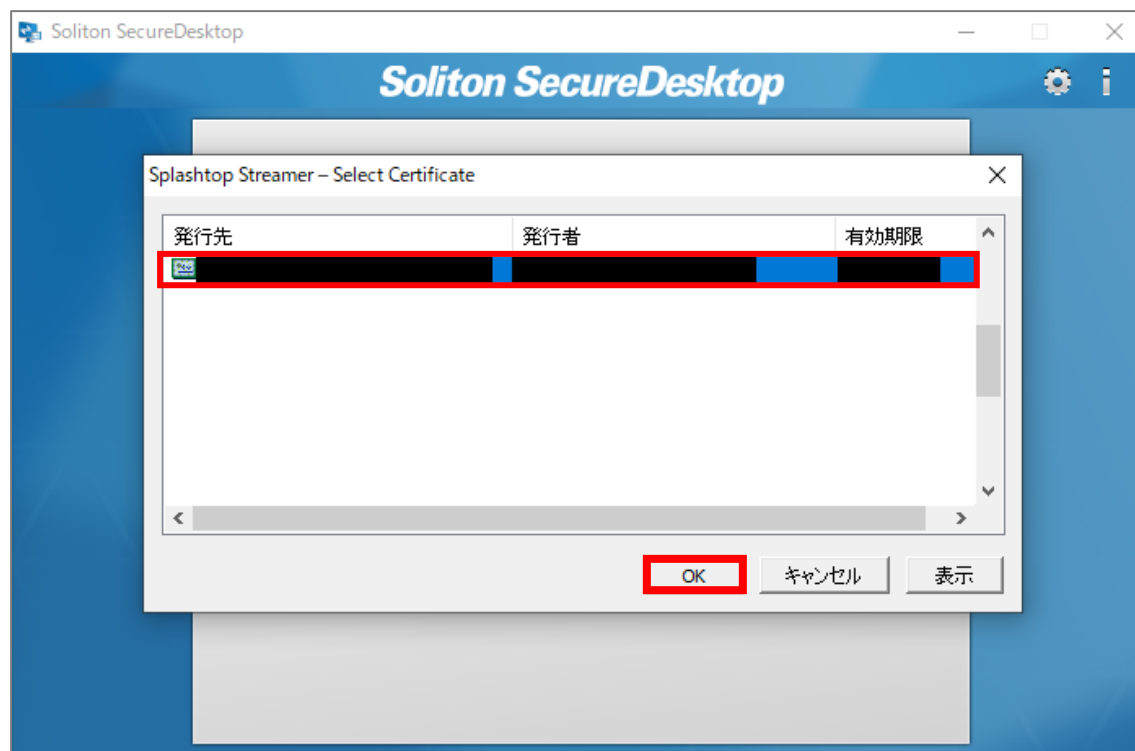 Soliton SecureDesktop
Soliton SecureDesktop
Splashtop Streamer – Select Certificate
発行先 発行者 有効期限
OK キャンセル 表示